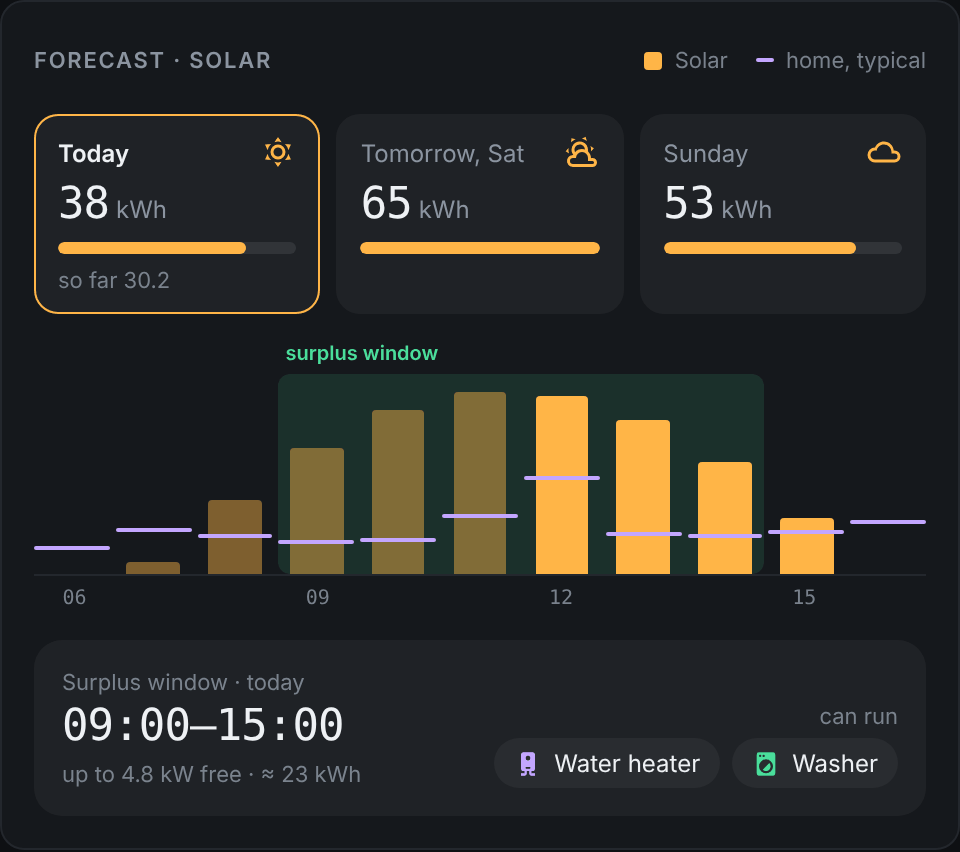 FORECAST · SOLAR
Solar
home, typical
Today
38 kWh
so far 30.2
Tomorrow, Sat
65 kWh
Sunday
53 kWh
surplus window
06
09
12
15
Surplus window · today
09:00–15:00
up to 4.8 kW free · ≈ 23 kWh
can run
Water heater
Washer